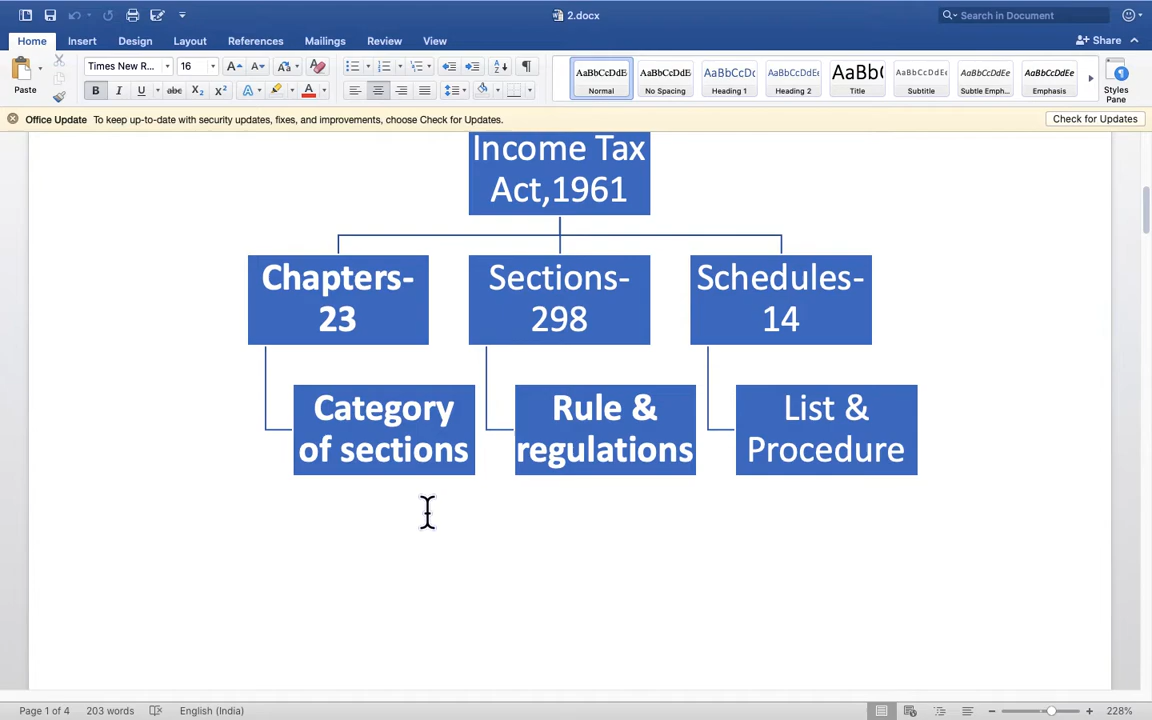 2.docx
Search in Document
Home Insert Design Layout References Mailings Review View
Share
Paste
Times New R... 16
AaBbCcDdE AaBbCcDdE AaBbCcDc AaBbCcDdEe AaBb( AaBbCcDdEe AaBbCcDdEe AaBbCcDdEe
Normal No Spacing Heading 1 Heading 2 Title Subtitle Subtle Emph... Emphasis
Styles
Pane
Office Update To keep up-to-date with security updates, fixes, and improvements, choose Check for Updates. Check for Updates
Income Tax
Act,1961
Chapters-
23
Sections-
298
Schedules-
14
Category
of sections
Rule &
regulations
List &
Procedure
Page 1 of 4 203 words English (India) 228%